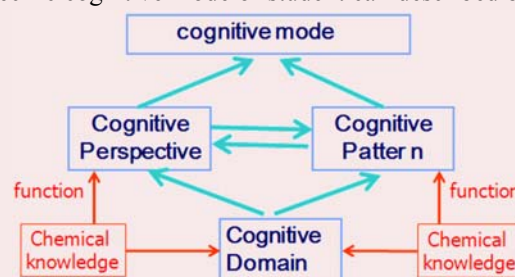 cognitive mode
Cognitive
Perspective
Cognitive
Patter n
function
function
Chemical
knowledge
Cognitive
Domain
Chemical
knowledge